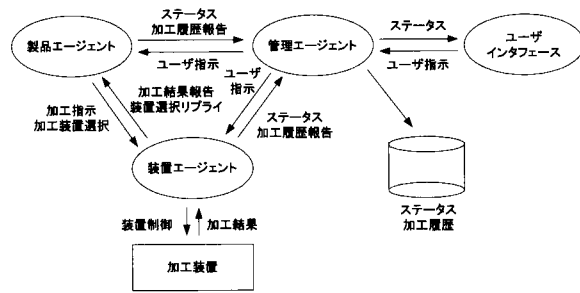 ステータス
加工履歴報告
ステータス
製品エージェント
管理エージェント
ユーザ
インタフェース
ユーザ指示
ユーザ指示
ユーザ
指示
加工結果報告
装置選択リプライ
加工指示
加工装置選択
ステータス
加工履歴報告
装置エージェント
ステータス
加工履歴
装置制御
加工結果
加工装置